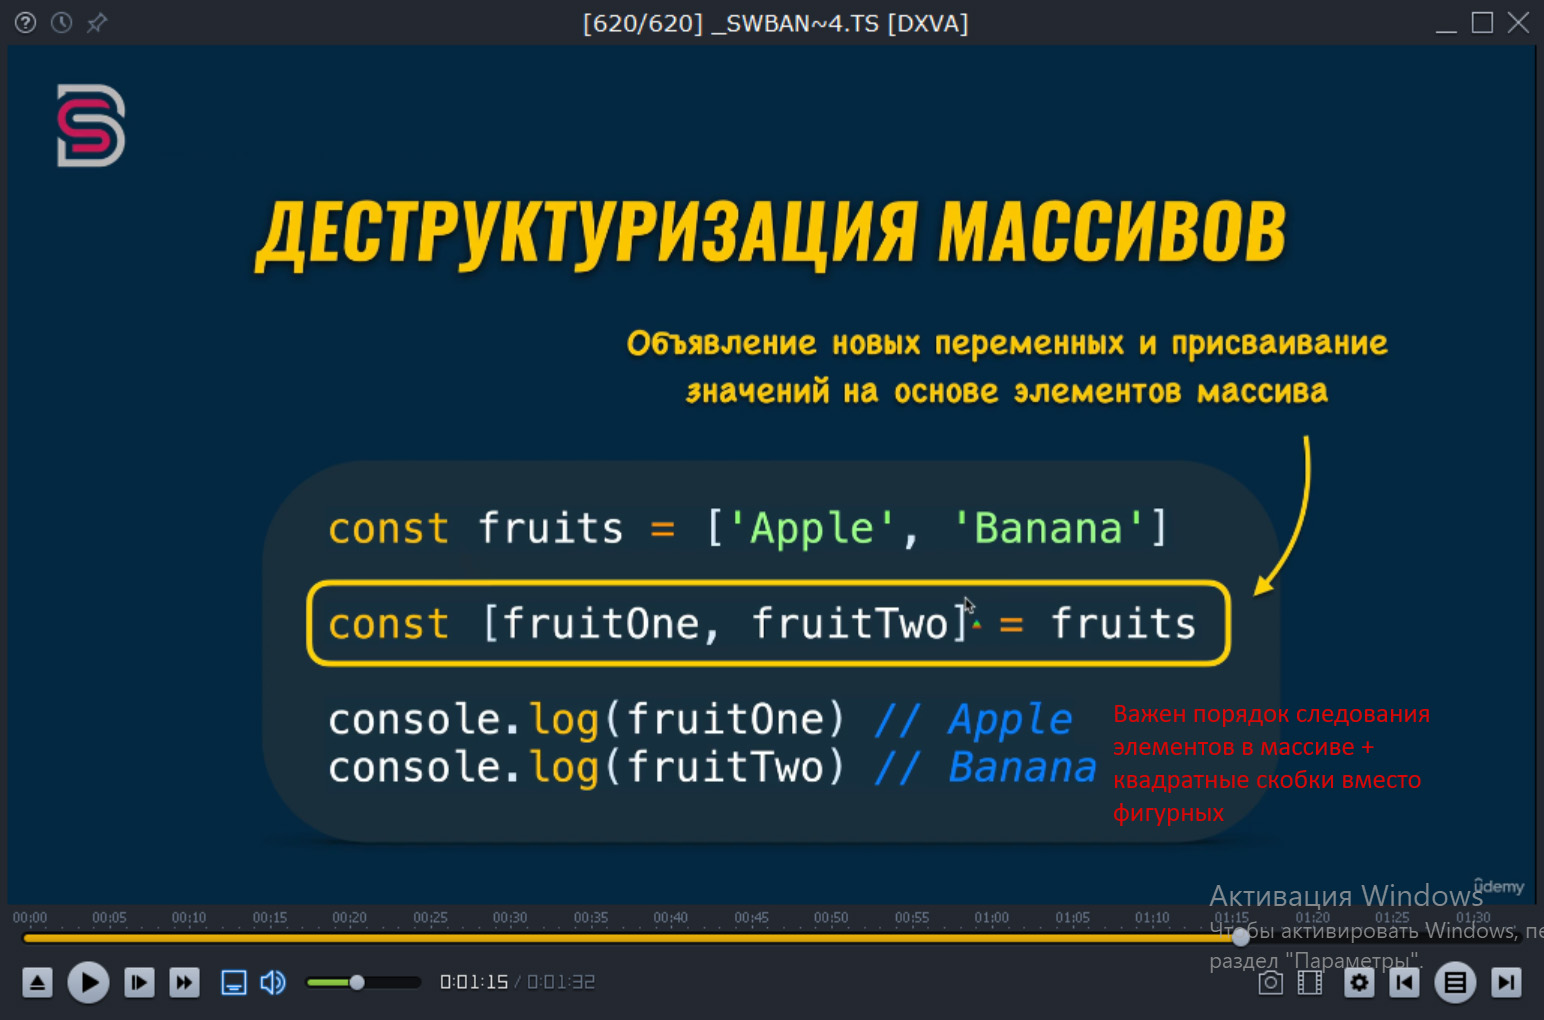 [620/620] _SWBAN~4.TS [DXVA]
ДЕСТРУКТУРИЗАЦИЯ МАССИВОВ
Объявление новых переменных и присваивание
значений на основе элементов массива
const fruits = ['Apple', 'Banana']
const [fruitOne, fruitTwo] = fruits
console.log(fruitOne) // Apple
console.log(fruitTwo) // Banana
Важен порядок следования
элементов в массиве +
квадратные скобки вместо
фигурных
ûdemy
Активация Windows
Чтобы активировать Windows, пе
раздел "Параметры".
00:00 00:05 00:10 00:15 00:20 00:25 00:30 00:35 00:40 00:45 00:50 00:55 01:00 01:05 01:10 01:15 01:20 01:25 01:30
0:01:15 / 0:01:32